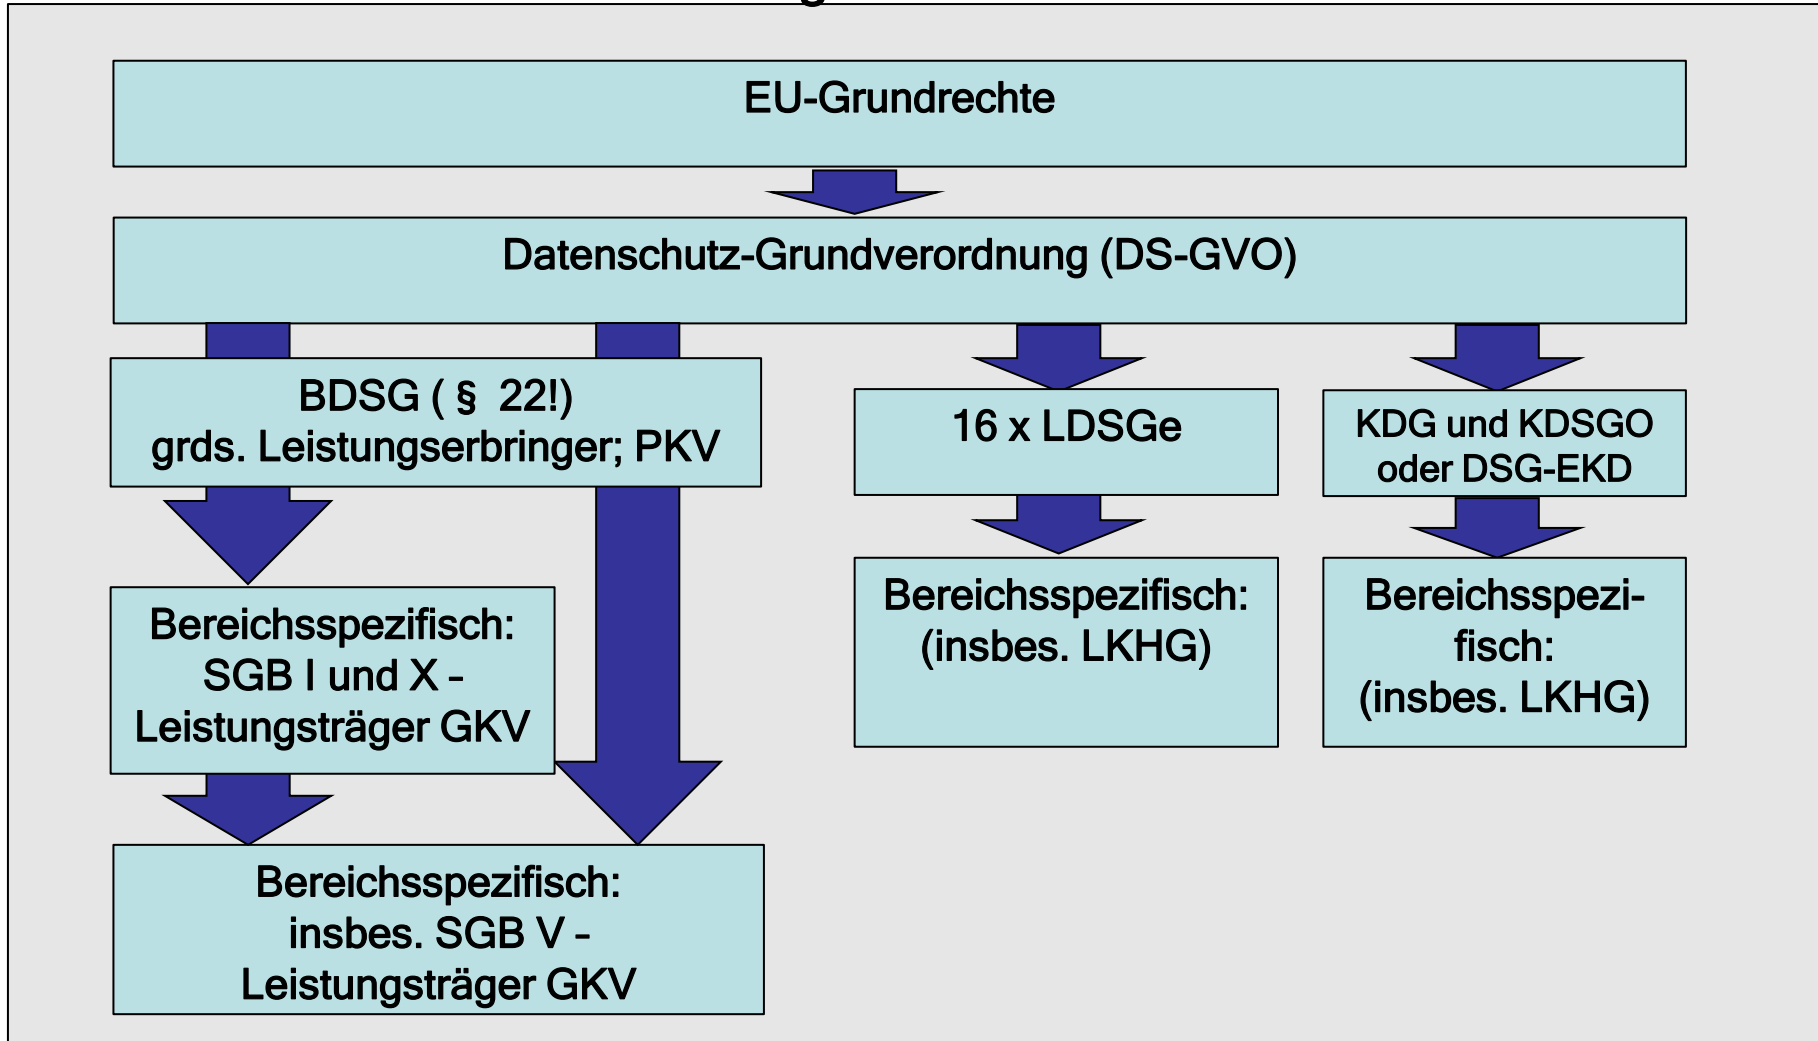 EU-Grundrechte
Datenschutz-Grundverordnung (DS-GVO)
BDSG ( § 22!)
grds. Leistungserbringer; PKV
16 x LDSGe
KDG und KDSGO
oder DSG-EKD
Bereichsspezifisch:
SGB I und X -
Leistungsträger GKV
Bereichsspezifisch:
(insbes. LKHG)
Bereichsspezi-
fisch:
(insbes. LKHG)
Bereichsspezifisch:
insbes. SGB V -
Leistungsträger GKV